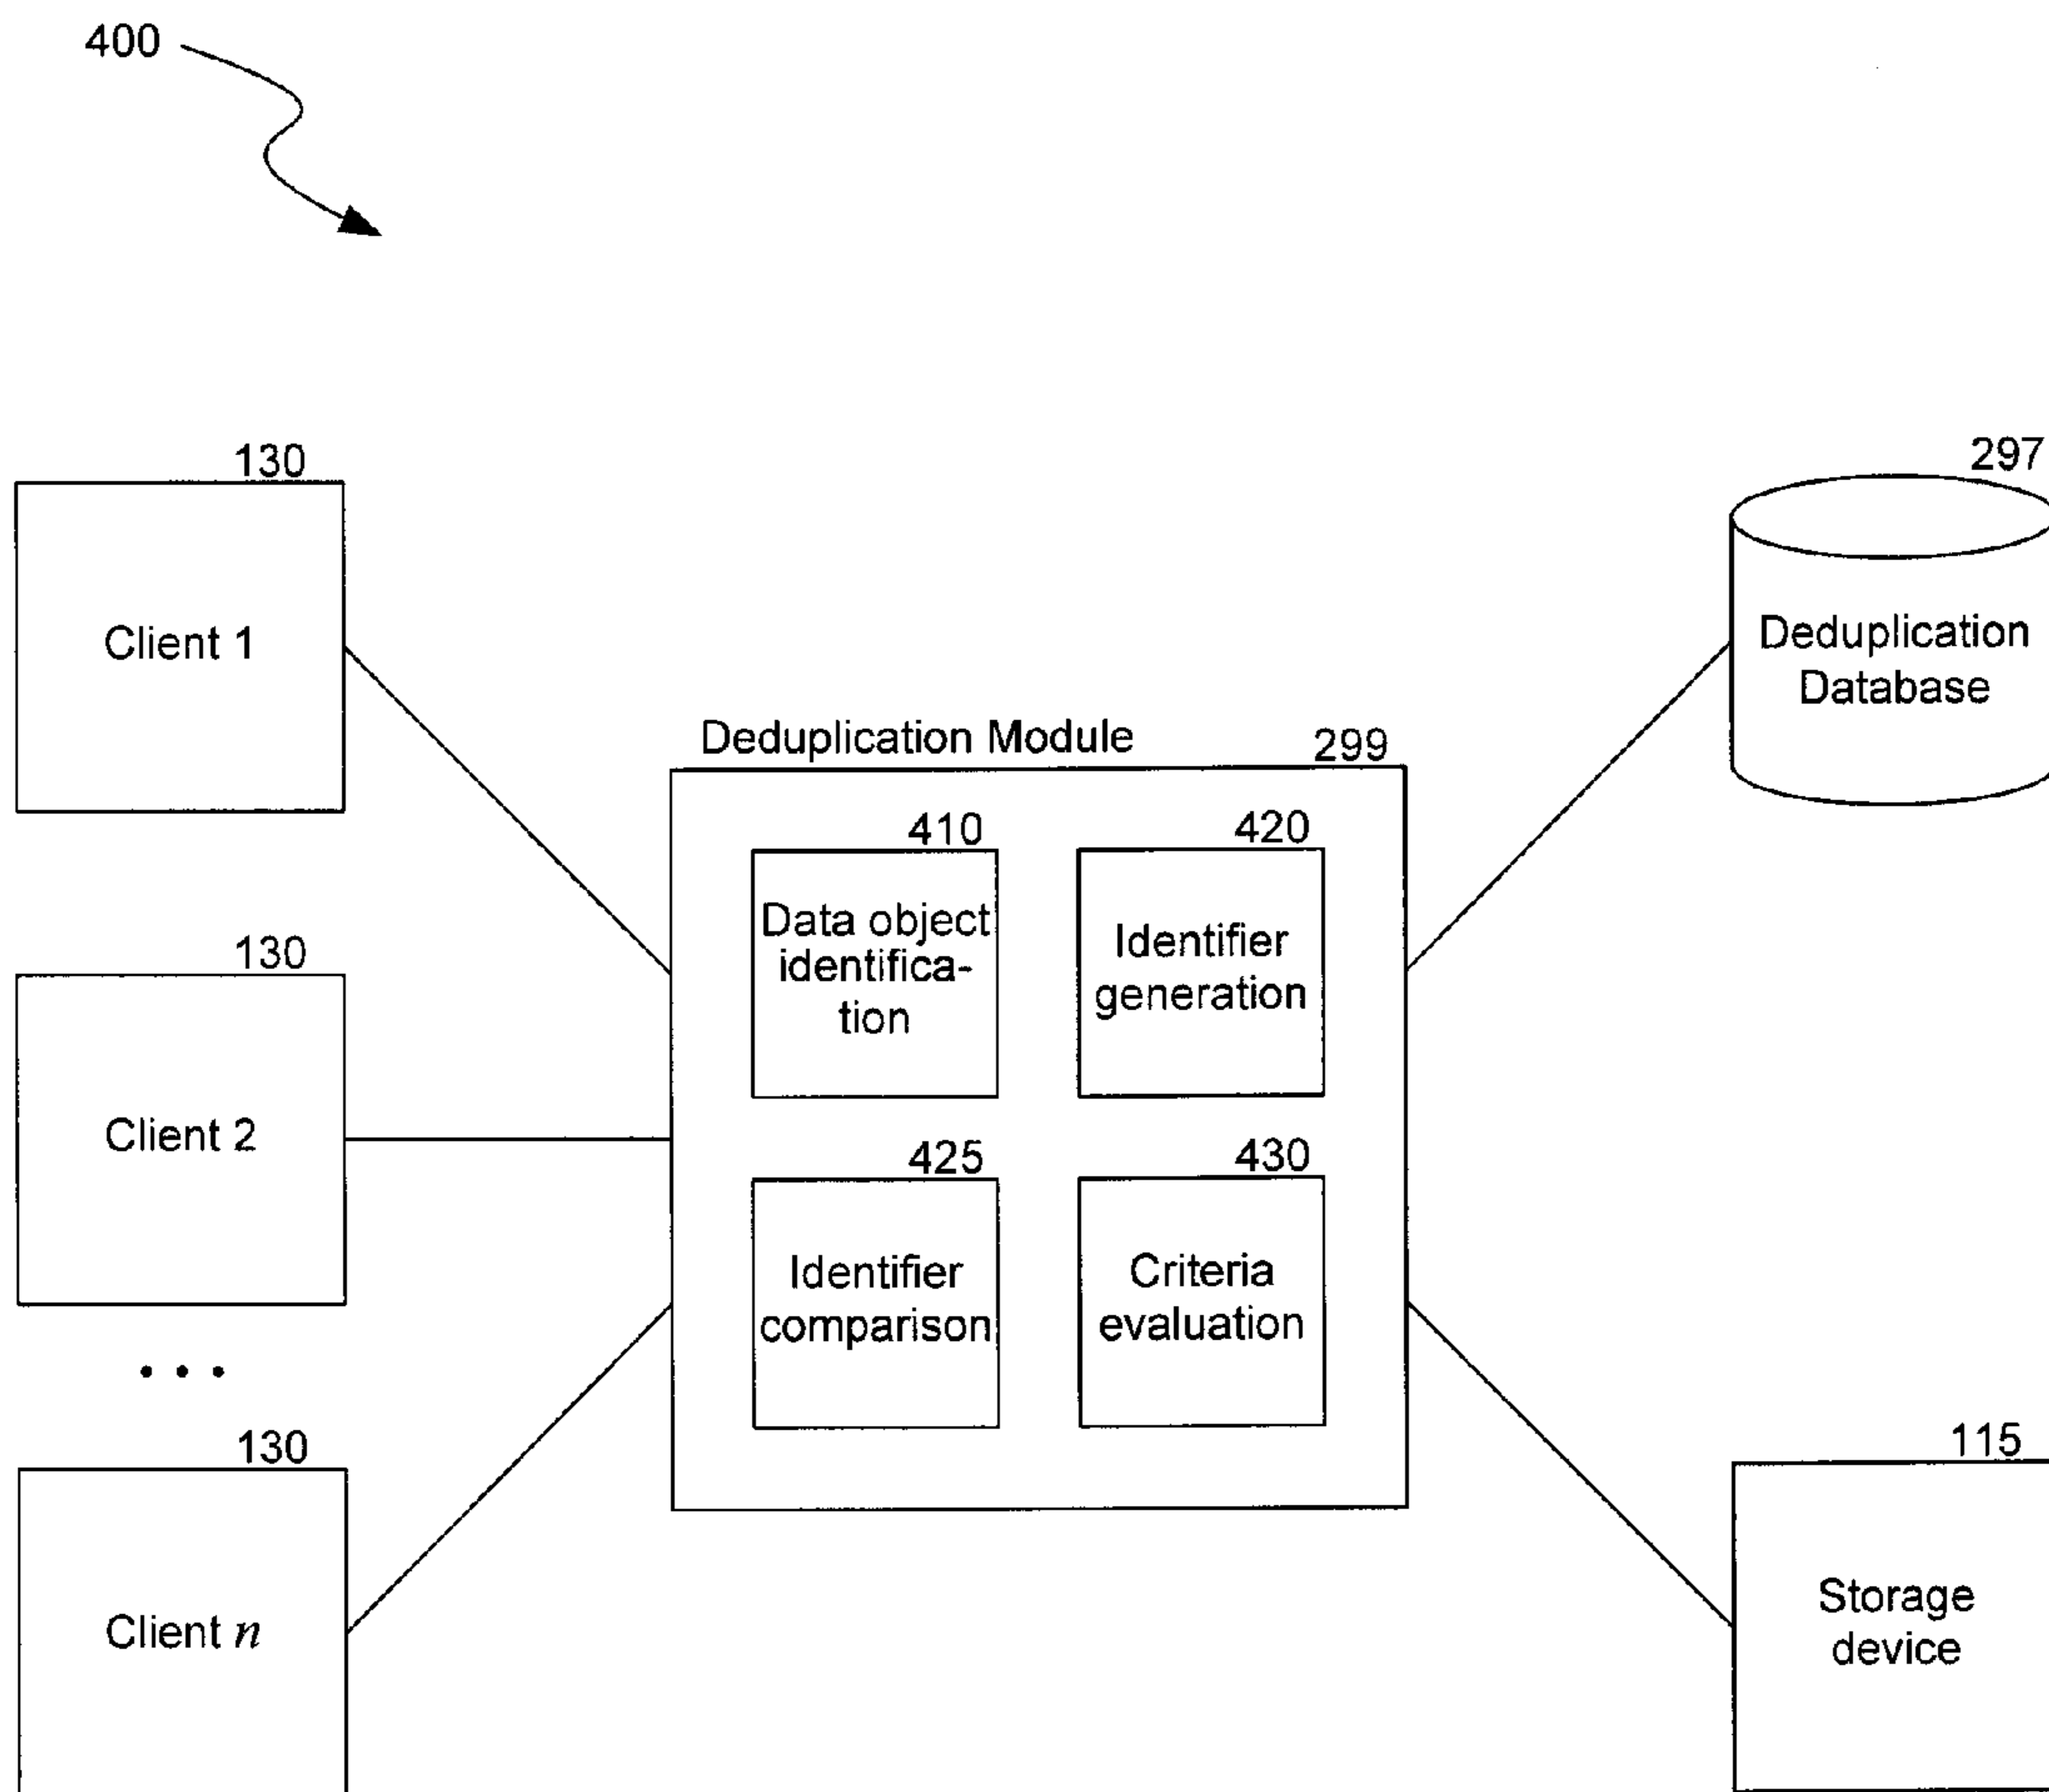 400
130
Client 1
297
Deduplication
Database
Deduplication Module
299
410
Data object
identifica-
tion
420
Identifier
generation
130
Client 2
425
Identifier
comparison
430
Criteria
evaluation
...
130
Client n
115
Storage
device